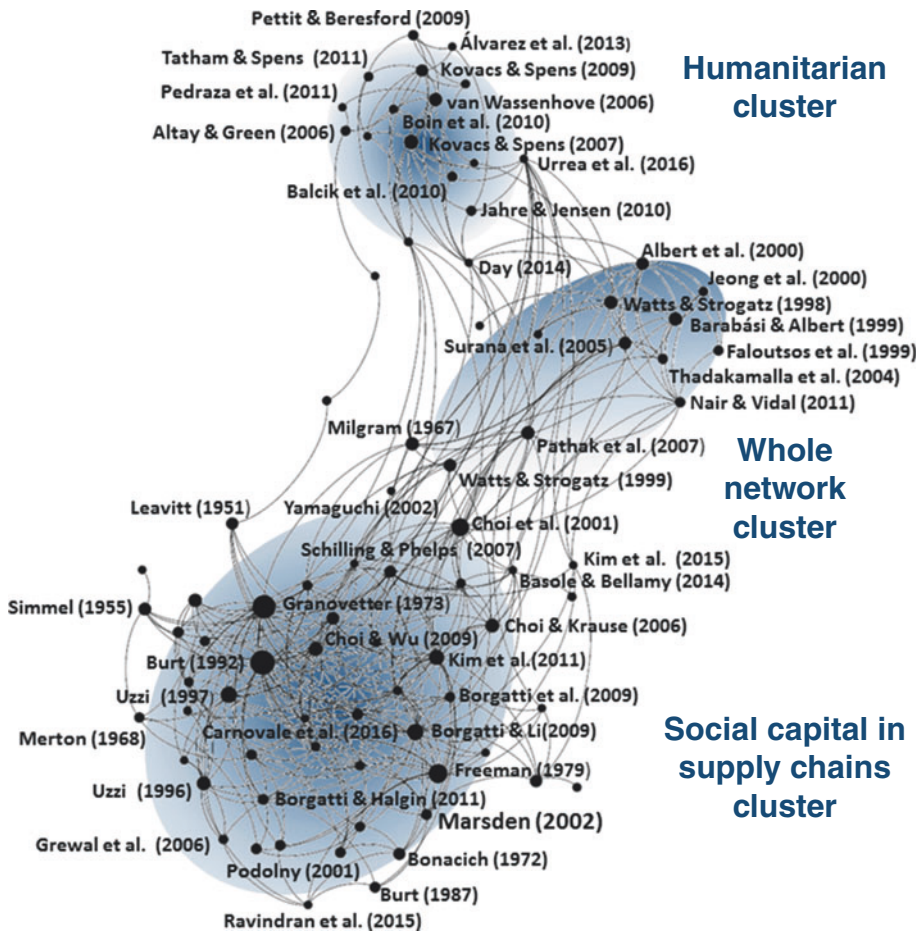 Pettit & Beresford (2009)
Álvarez et al. (2013)
Tatham & Spens (2011)
Kovacs & Spens (2009)
Humanitarian
cluster
Pedraza et al. (2011)
van Wassenhove (2006)
Boin et al. (2010)
Altay & Green (2006)
Kovacs & Spens (2007)
Urrea et al. (2016)
Balcik et al. (2010)
Jahre & Jensen (2010)
Albert et al. (2000)
Day (2014)
Jeong et al. (2000)
Watts & Strogatz (1998)
Barabási & Albert (1999)
Surana et al. (2005)
Faloutsos et al. (1999)
Thadakamalla et al. (2004)
Nair & Vidal (2011)
Milgram (1967)
Pathak et al. (2007)
Whole
network
cluster
Watts & Strogatz (1999)
Leavitt (1951)
Yamaguchi (2002)
Choi et al. (2001)
Schilling & Phelps (2007)
Kim et al. (2015)
Basole & Bellamy (2014)
Simmel (1955)
Granovetter (1973)
Choi & Krause (2006)
Choi & Wu (2009)
Burt (1992)
Kim et al.(2011)
Uzzi (1997)
Borgatti et al. (2009)
Merton (1968)
Carnovale et al. (2016)
Borgatti & Li(2009)
Social capital in
supply chains
cluster
Freeman (1979)
Uzzi (1996)
Borgatti & Halgin (2011)
Marsden (2002)
Grewal et al. (2006)
Podolny (2001)
Bonacich (1972)
Burt (1987)
Ravindran et al. (2015)